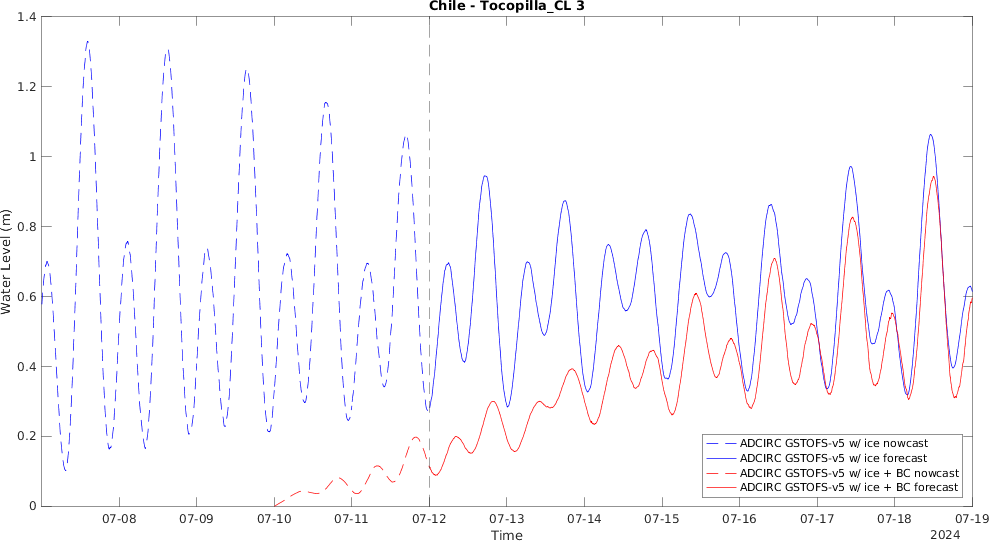 Chile - Tocopilla_CL 3
1.4
1.2
1
0.8
0.6
0.4
0.2
0
Water Level (m)
ADCIRC GSTOFS-v5 w/ ice nowcast
ADCIRC GSTOFS-v5 w/ ice forecast
ADCIRC GSTOFS-v5 w/ ice + BC nowcast
ADCIRC GSTOFS-v5 w/ ice + BC forecast
07-08 07-09 07-10 07-11 07-12 07-13 07-14 07-15 07-16 07-17 07-18 07-19
Time
2024